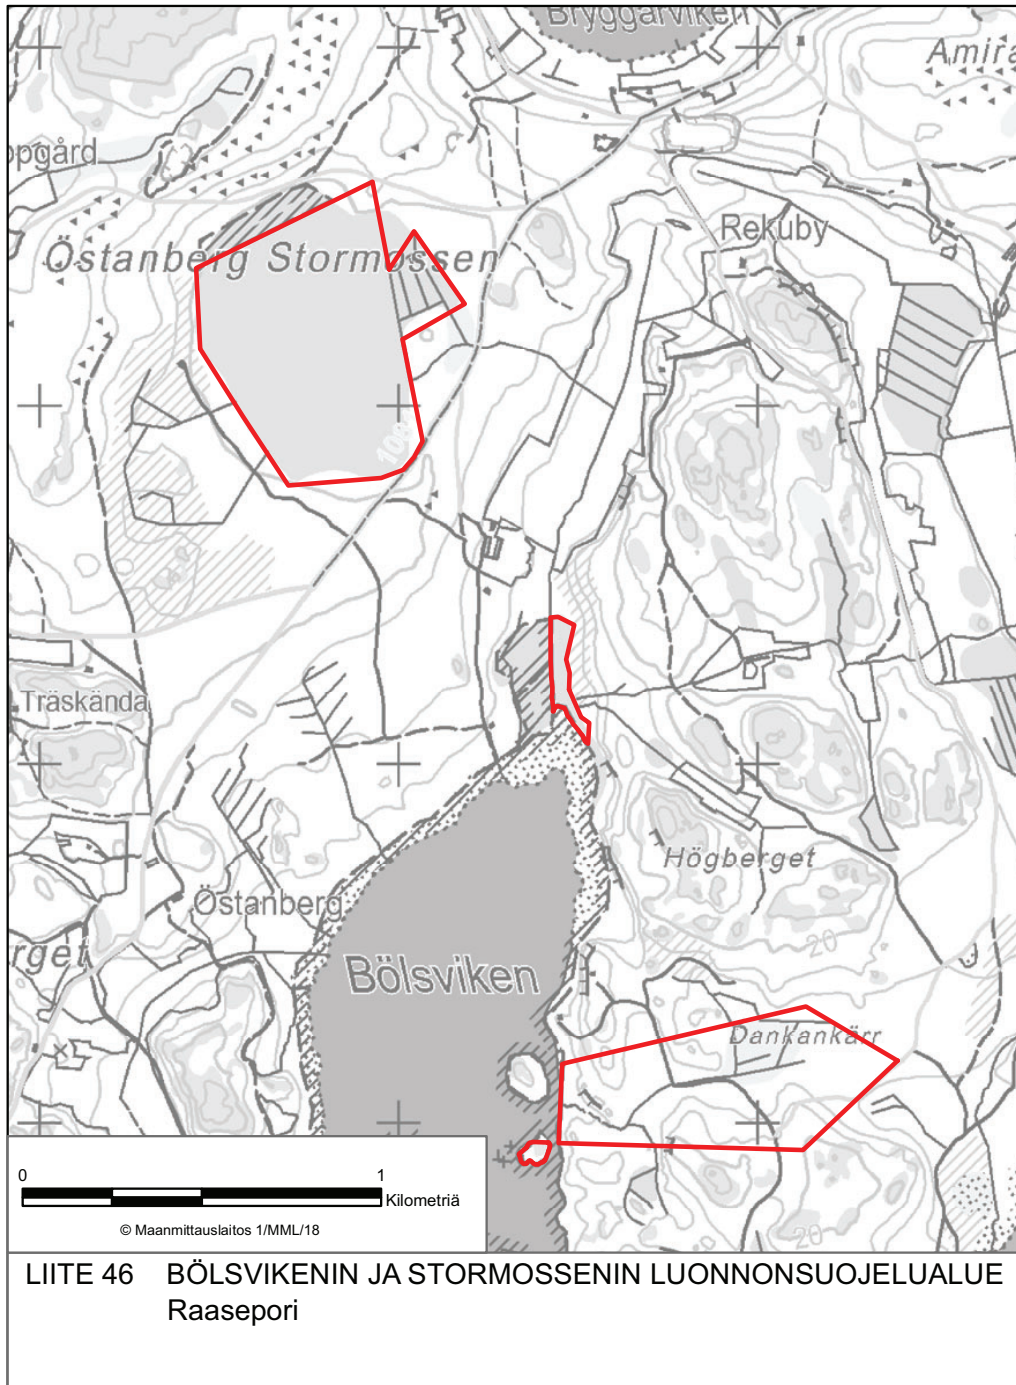 Bryggarviken
Amira
opgård
Rekuby
Östanberg Stormossen
100
Träskända
Högberget
Östanberg
20
rget
Bölsviken
Dankankärr
20
0 1
Kilometriä
© Maanmittauslaitos 1/MML/18
LIITE 46 BÖLSVIKENIN JA STORMOSSENIN LUONNONSUOJELUALUE
Raasepori